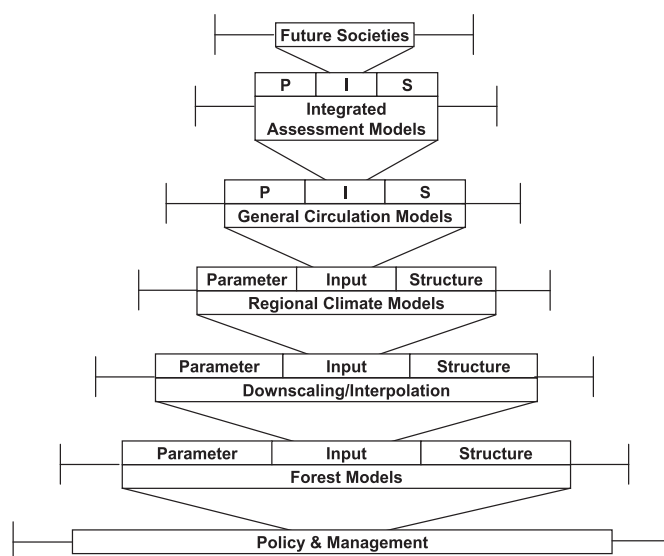 Future Societies
P I S
Integrated
Assessment Models
P I S
General Circulation Models
Parameter Input Structure
Regional Climate Models
Parameter Input Structure
Downscaling/Interpolation
Parameter Input Structure
Forest Models
Policy & Management